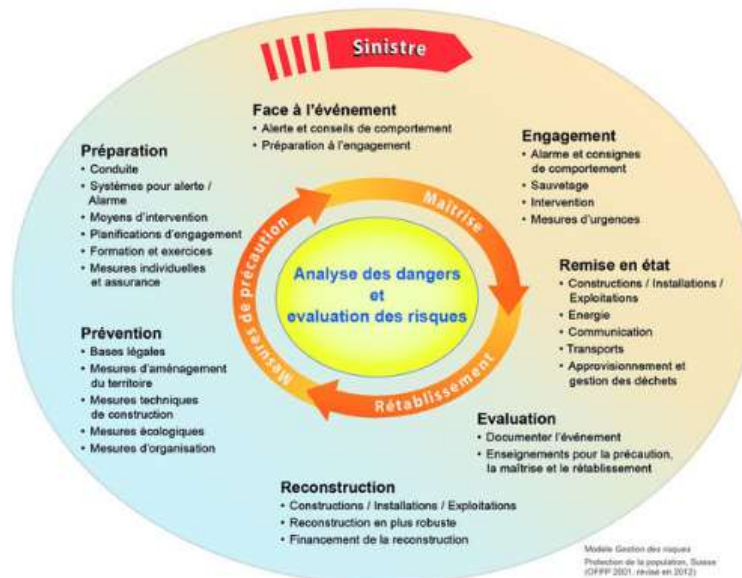 Sinistre
Face à l'événement
• Alerte et conseils de comportement
• Préparation à l'engagement
Engagement
• Alarme et consignes
de comportement
• Sauvetage
• Intervention
• Mesures d'urgences
Remise en état
• Constructions / Installations /
Exploitations
• Energie
• Communication
• Transports
• Approvisionnement et
gestion des déchets
Evaluation
• Documenter l'événement
• Enseignements pour la précaution,
la maîtrise et le rétablissement
Reconstruction
• Constructions / Installations / Exploitations
• Reconstruction en plus robuste
• Financement de la reconstruction
Prévention
• Bases légales
• Mesures d'aménagement
du territoire
• Mesures techniques
de construction
• Mesures écologiques
• Mesures d'organisation
Préparation
• Conduite
• Systèmes pour alerte /
Alarme
• Moyens d'intervention
• Planifications d'engagement
• Formation et exercices
• Mesures individuelles
et assurance
Maîtrise
Rétablissement
Mesures de précaution
Analyse des dangers
et
evaluation des risques
Modèle Gestion des risques
Protection de la population, Suisse
(OFPP 2001, révisé en 2012)